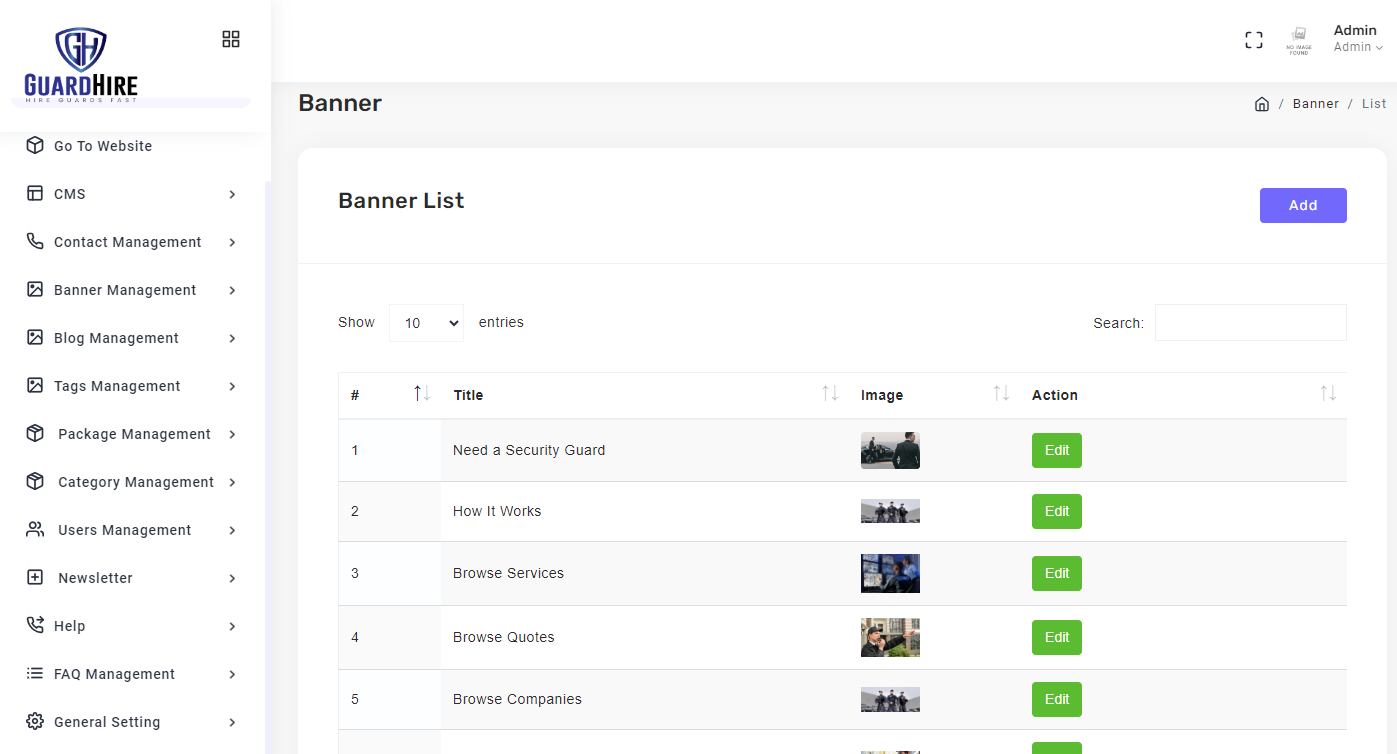 GH
GUARDHIRE
HIRE GUARDS FAST
NO IMAGE
FOUND
Admin
Admin
Go To Website
CMS
Contact Management
Banner Management
Blog Management
Tags Management
Package Management
Category Management
Users Management
Newsletter
Help
FAQ Management
General Setting
Banner
/ Banner / List
Banner List
Add
Show 10 entries
Search:
# Title Image Action
1 Need a Security Guard Edit
2 How It Works Edit
3 Browse Services Edit
4 Browse Quotes Edit
5 Browse Companies Edit